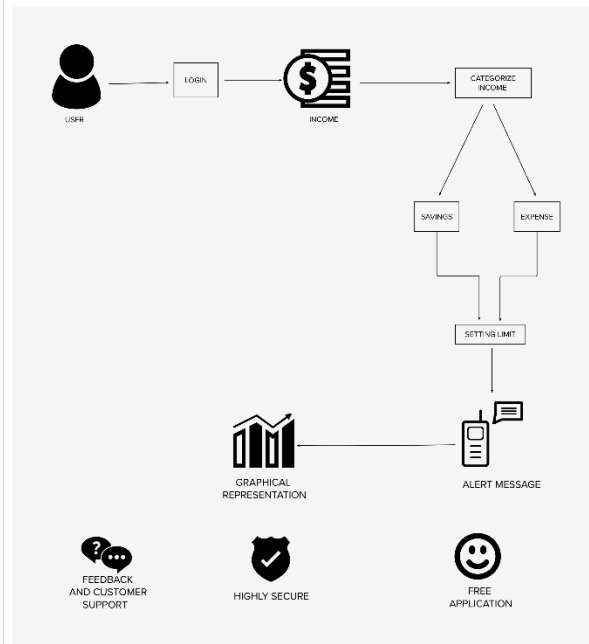 USER
LOGIN
INCOME
CATEGORIZE
INCOME
SAVINGS
EXPENSE
SETTING LIMIT
GRAPHICAL
REPRESENTATION
ALERT MESSAGE
FEEDBACK
AND CUSTOMER
SUPPORT
HIGHLY SECURE
FREE
APPLICATION